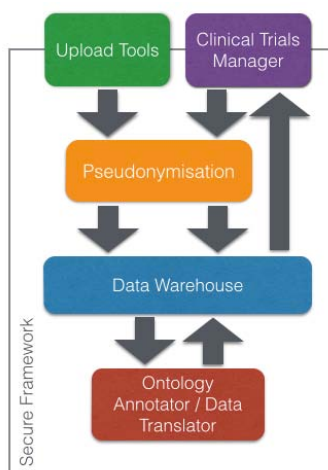 Upload Tools
Clinical Trials
Manager
Pseudonymisation
Data Warehouse
Ontology
Annotator / Data
Translator
Secure Framework